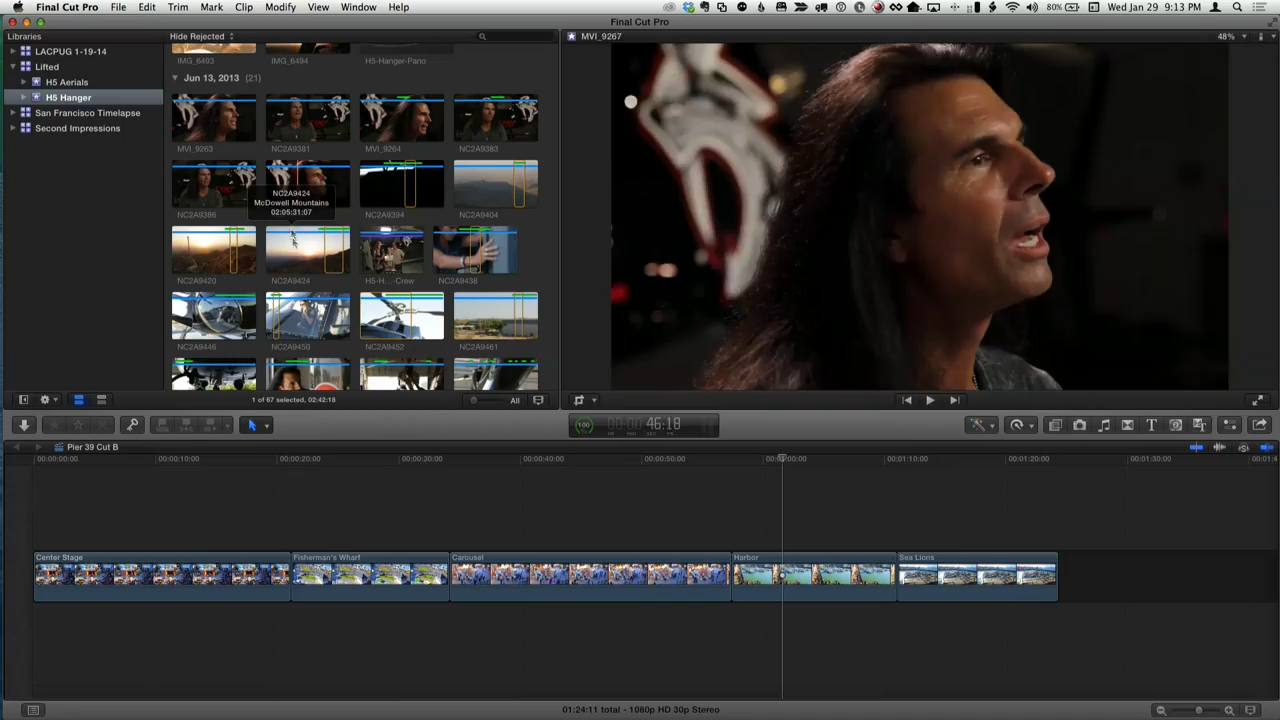 Final Cut Pro File Edit Trim Mark Clip Modify View Window Help
80% Wed Jan 29 9:13 PM
Final Cut Pro
Libraries
Hide Rejected
MVI_9267
48%
LACPUG 1-19-14
Lifted
H5 Aerials
H5 Hanger
San Francisco Timelapse
Second Impressions
IMG_6493 IMG_6494 H5-Hanger-Pano
Jun 13, 2013 (21)
MVI_9263 NC2A9381 MVI_9264 NC2A9383
NC2A9424
McDowell Mountains
02:05:31:07
NC2A9386 NC2A9394 NC2A9404
NC2A9420 NC2A9424 H5-H...-Crew NC2A9438
NC2A9446 NC2A9450 NC2A9452 NC2A9461
1 of 67 selected, 02:42:18
All
100
00:00:46:18
HR MIN SEC FR
Pier 39 Cut B
00:00:00:00 00:00:10:00 00:00:20:00 00:00:30:00 00:00:40:00 00:00:50:00 00:01:10:00 00:01:20:00 00:01:30:00
Center Stage Fisherman's Wharf Carousel Harbor Sea Lions
01:24:11 total - 1080p HD 30p Stereo